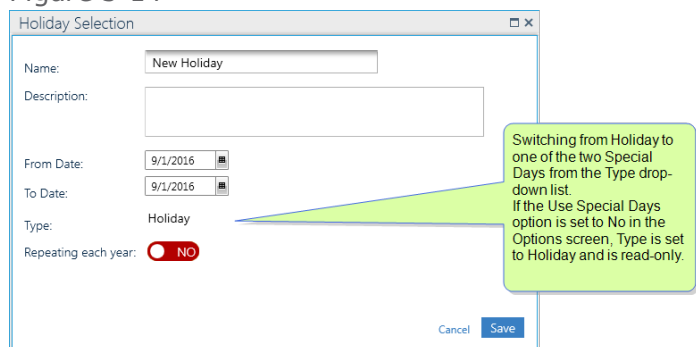 Holiday Selection
Name:
New Holiday
Description:
From Date:
9/1/2016
To Date:
9/1/2016
Type:
Holiday
Repeating each year:
NO
Cancel
Save
Switching from Holiday to
one of the two Special
Days from the Type drop-
down list.
If the Use Special Days
option is set to No in the
Options screen, Type is set
to Holiday and is read-only.